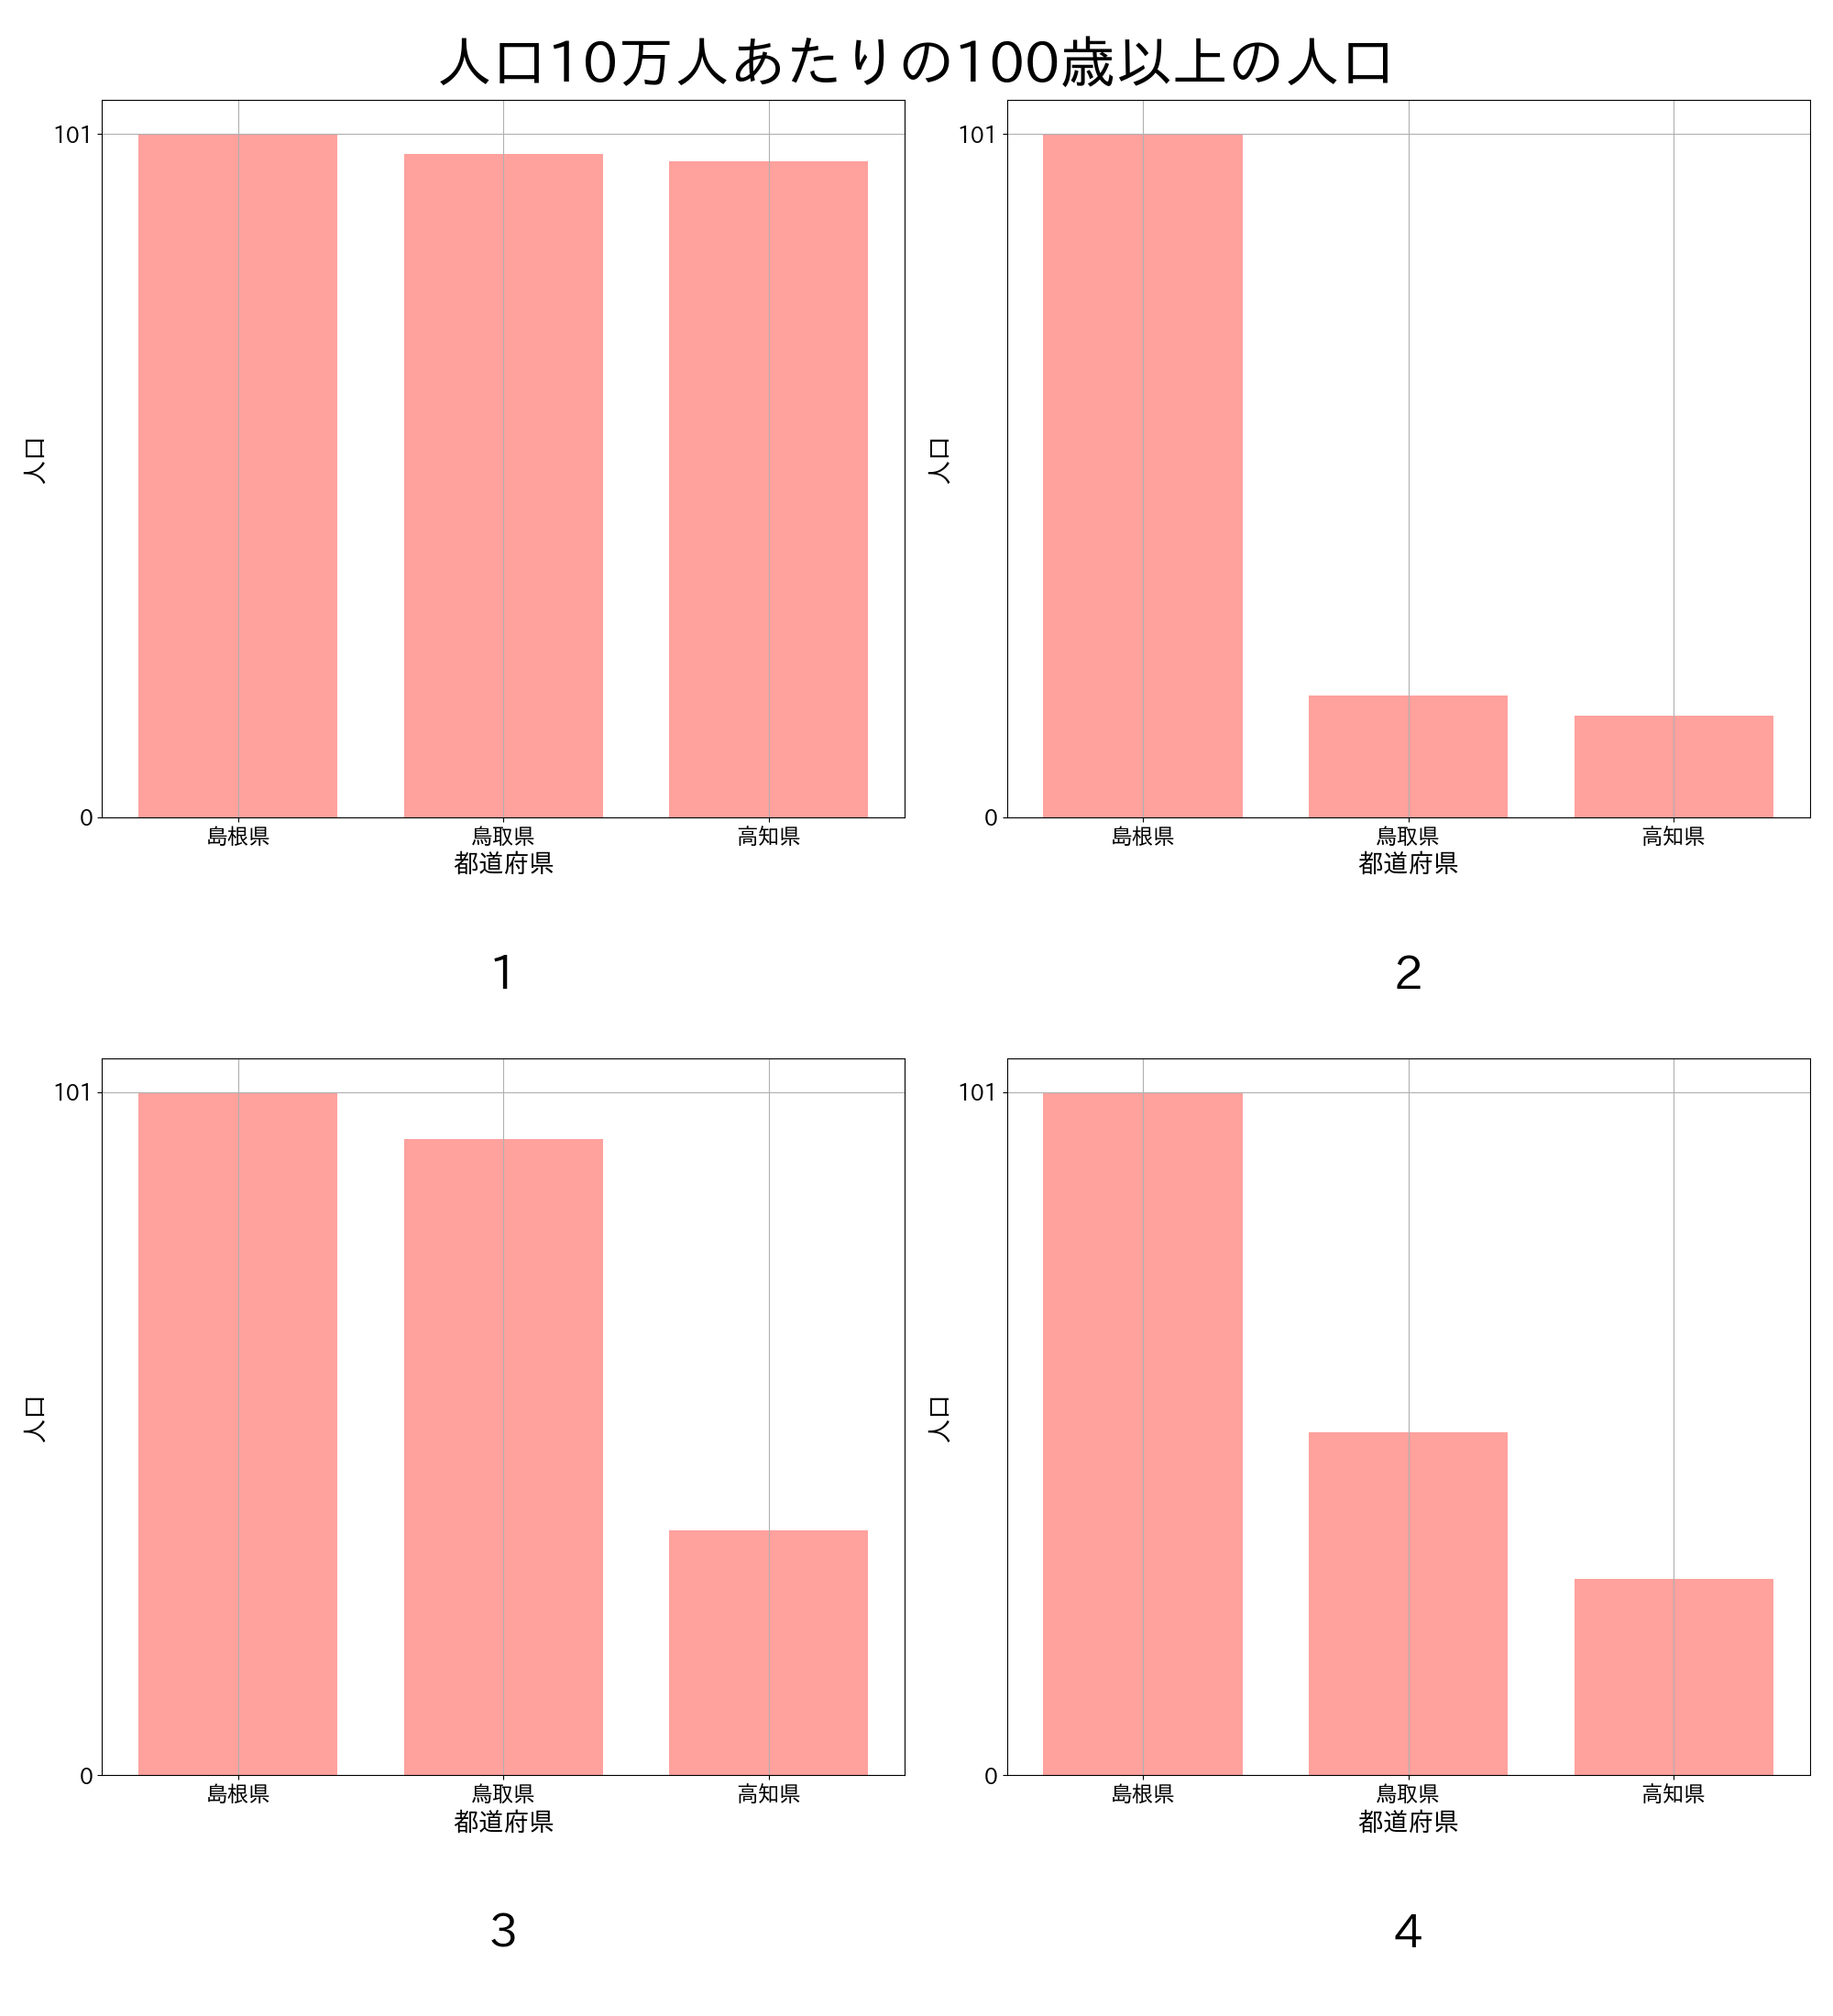 人口10万人あたりの100歳以上の人口
101
0
人口
島根県 鳥取県 高知県
都道府県
1
101
0
人口
島根県 鳥取県 高知県
都道府県
2
101
0
人口
島根県 鳥取県 高知県
都道府県
3
101
0
人口
島根県 鳥取県 高知県
都道府県
4